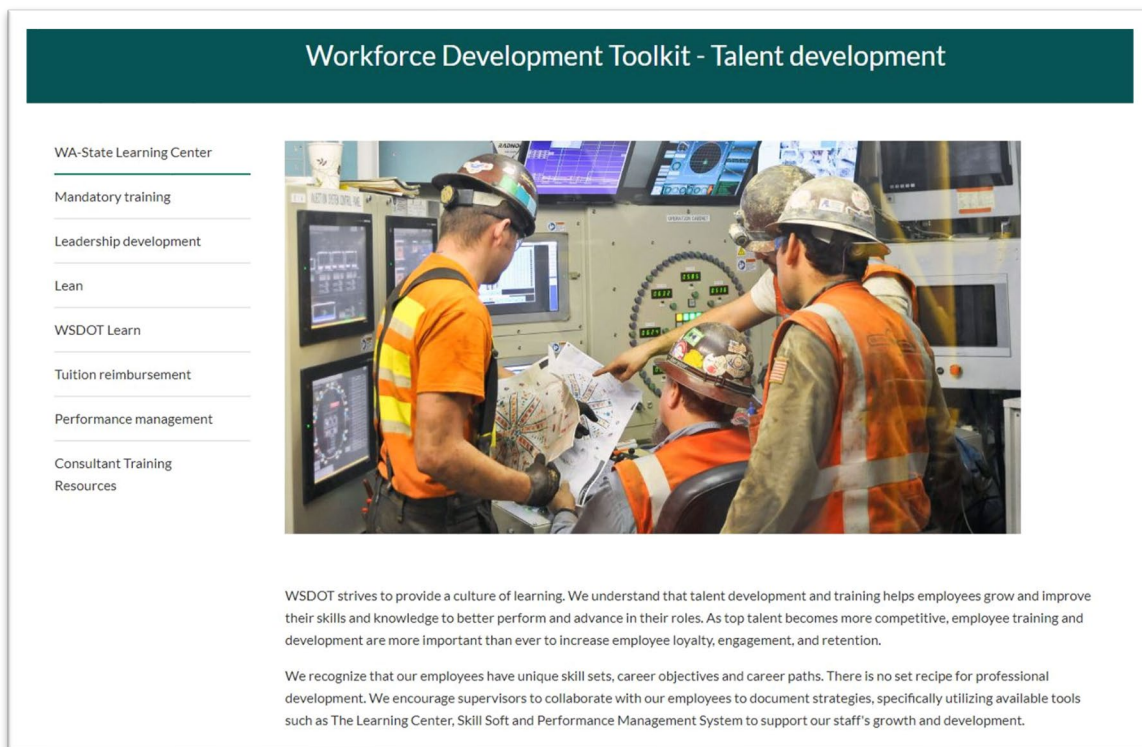 Workforce Development Toolkit - Talent development
WA-State Learning Center
Mandatory training
Leadership development
Lean
WSDOT Learn
Tuition reimbursement
Performance management
Consultant Training
Resources
WSDOT strives to provide a culture of learning. We understand that talent development and training helps employees grow and improve
their skills and knowledge to better perform and advance in their roles. As top talent becomes more competitive, employee training and
development are more important than ever to increase employee loyalty, engagement, and retention.
We recognize that our employees have unique skill sets, career objectives and career paths. There is no set recipe for professional
development. We encourage supervisors to collaborate with our employees to document strategies, specifically utilizing available tools
such as The Learning Center, Skill Soft and Performance Management System to support our staff's growth and development.